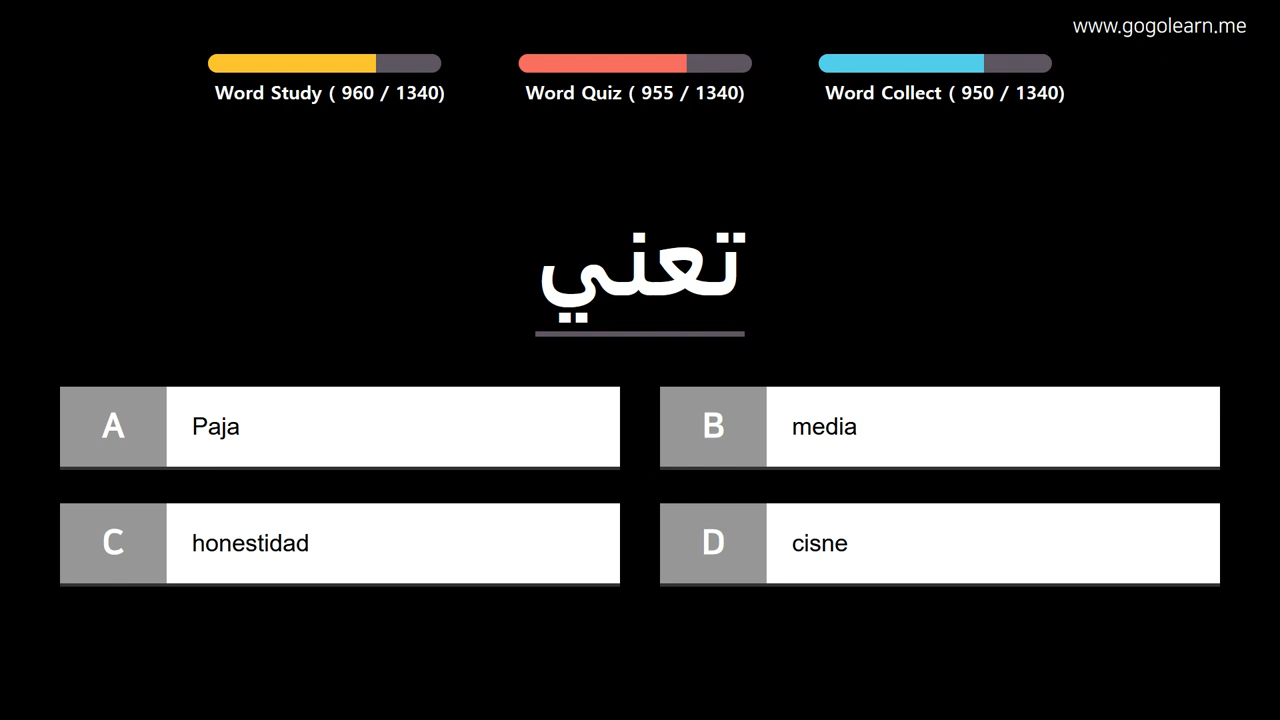 www.gogolearn.me
Word Study ( 960 / 1340)
Word Quiz ( 955 / 1340)
Word Collect ( 950 / 1340)
تعني
A Paja
B media
C honestidad
D cisne